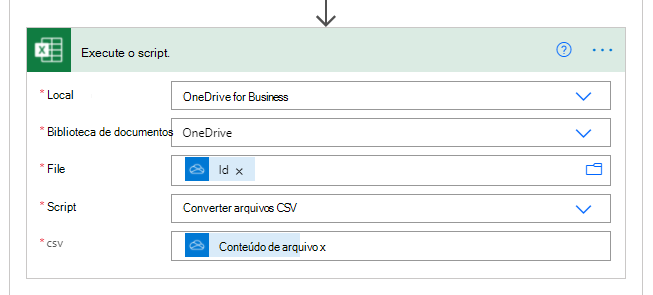 Execute o script.
* Local OneDrive for Business
* Biblioteca de documentos OneDrive
* File Id x
* Script Converter arquivos CSV
* csv Conteúdo de arquivo x